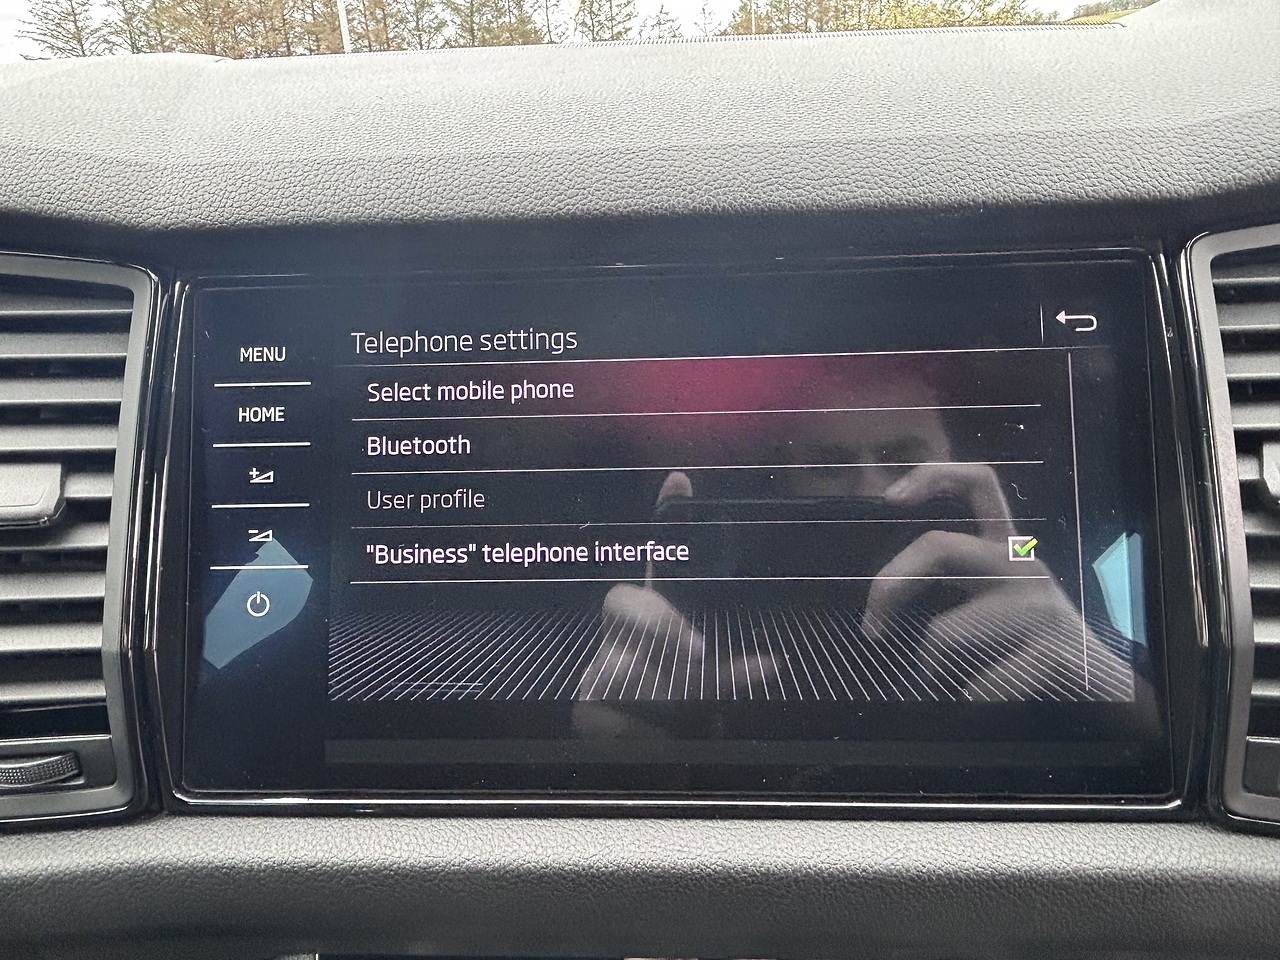 Telephone settings
MENU
Select mobile phone
HOME
Bluetooth
User profile
"Business" telephone interface